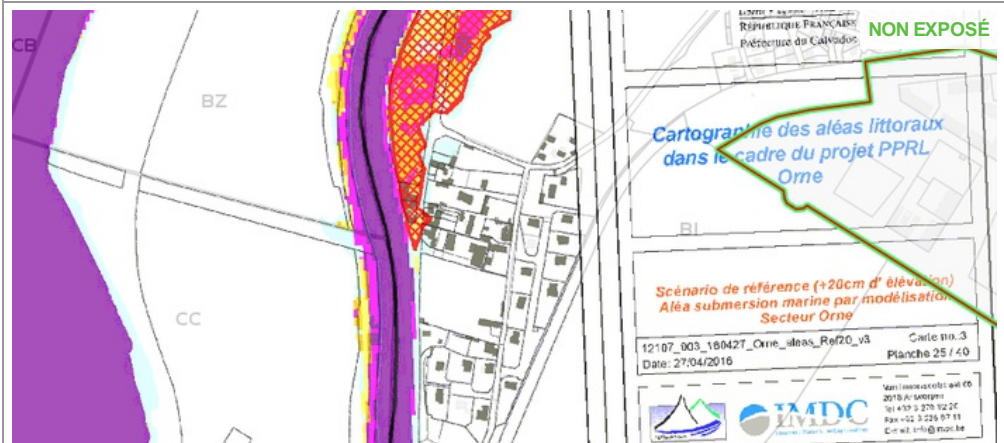 RÉPUBLIQUE FRANÇAISE
Préfecture du Calvados
NON EXPOSÉ
CB
BZ
Cartographie des aléas littoraux
dans le cadre du projet PPRL
Orne
BI
CC
Scénario de référence (+20cm d' élévation)
Aléa submersion marine par modélisation
Secteur Orne
12107_003_160427_Orne_aleas_Ref20_v3
Carte no.:3
Date: 27/04/2016
Planche 25 / 40
IMDC